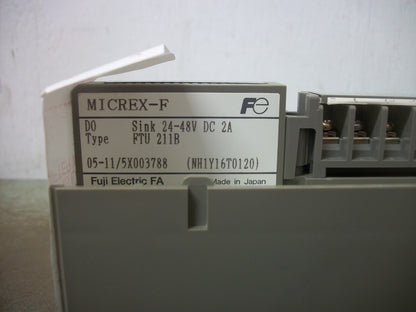 MICREX-F
Fe
DO Sink 24-48V DC 2A
Type FTU 211B
05-11/5X003788 (NH1Y16T0120)
Fuji Electric FA Made in Japan